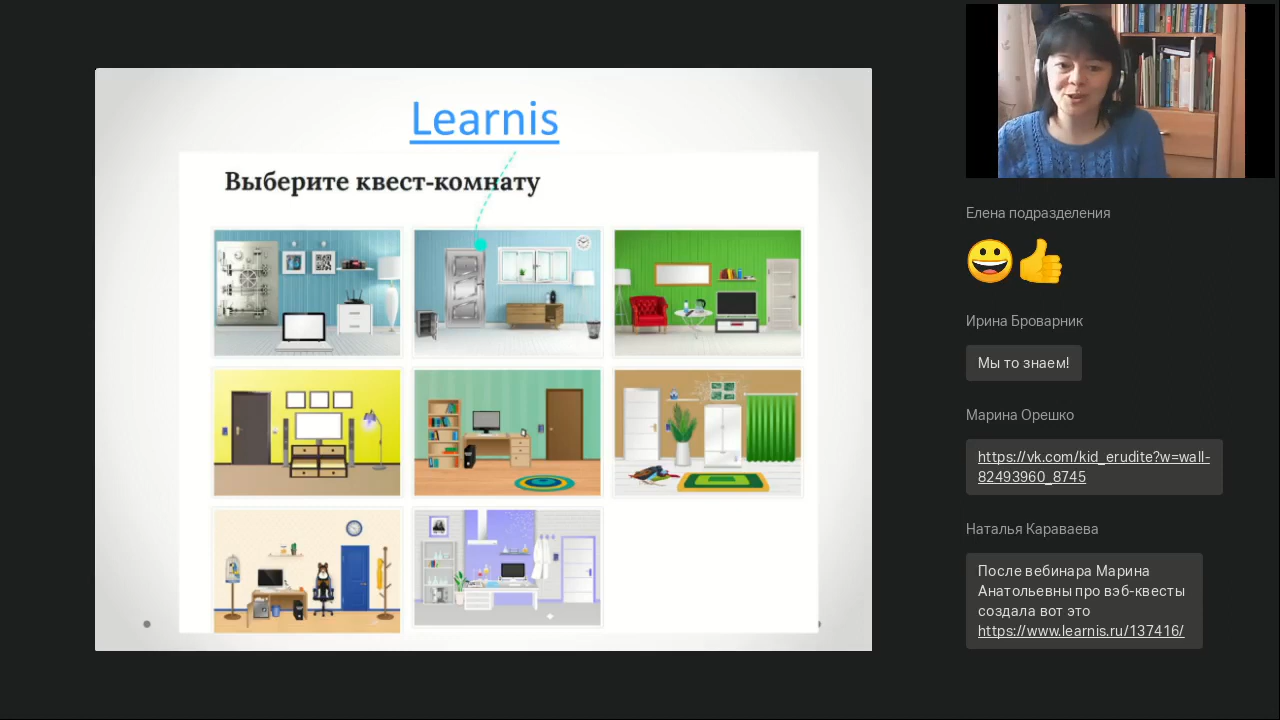 Learnis
Выберите квест-комнату
Елена подразделения
Ирина Броварник
Мы то знаем!
Марина Орешко
https://vk.com/kid_erudite?w=wall-
82493960_8745
Наталья Караваева
После вебинара Марина
Анатольевны про вэб-квесты
создала вот это
https://www.learnis.ru/137416/